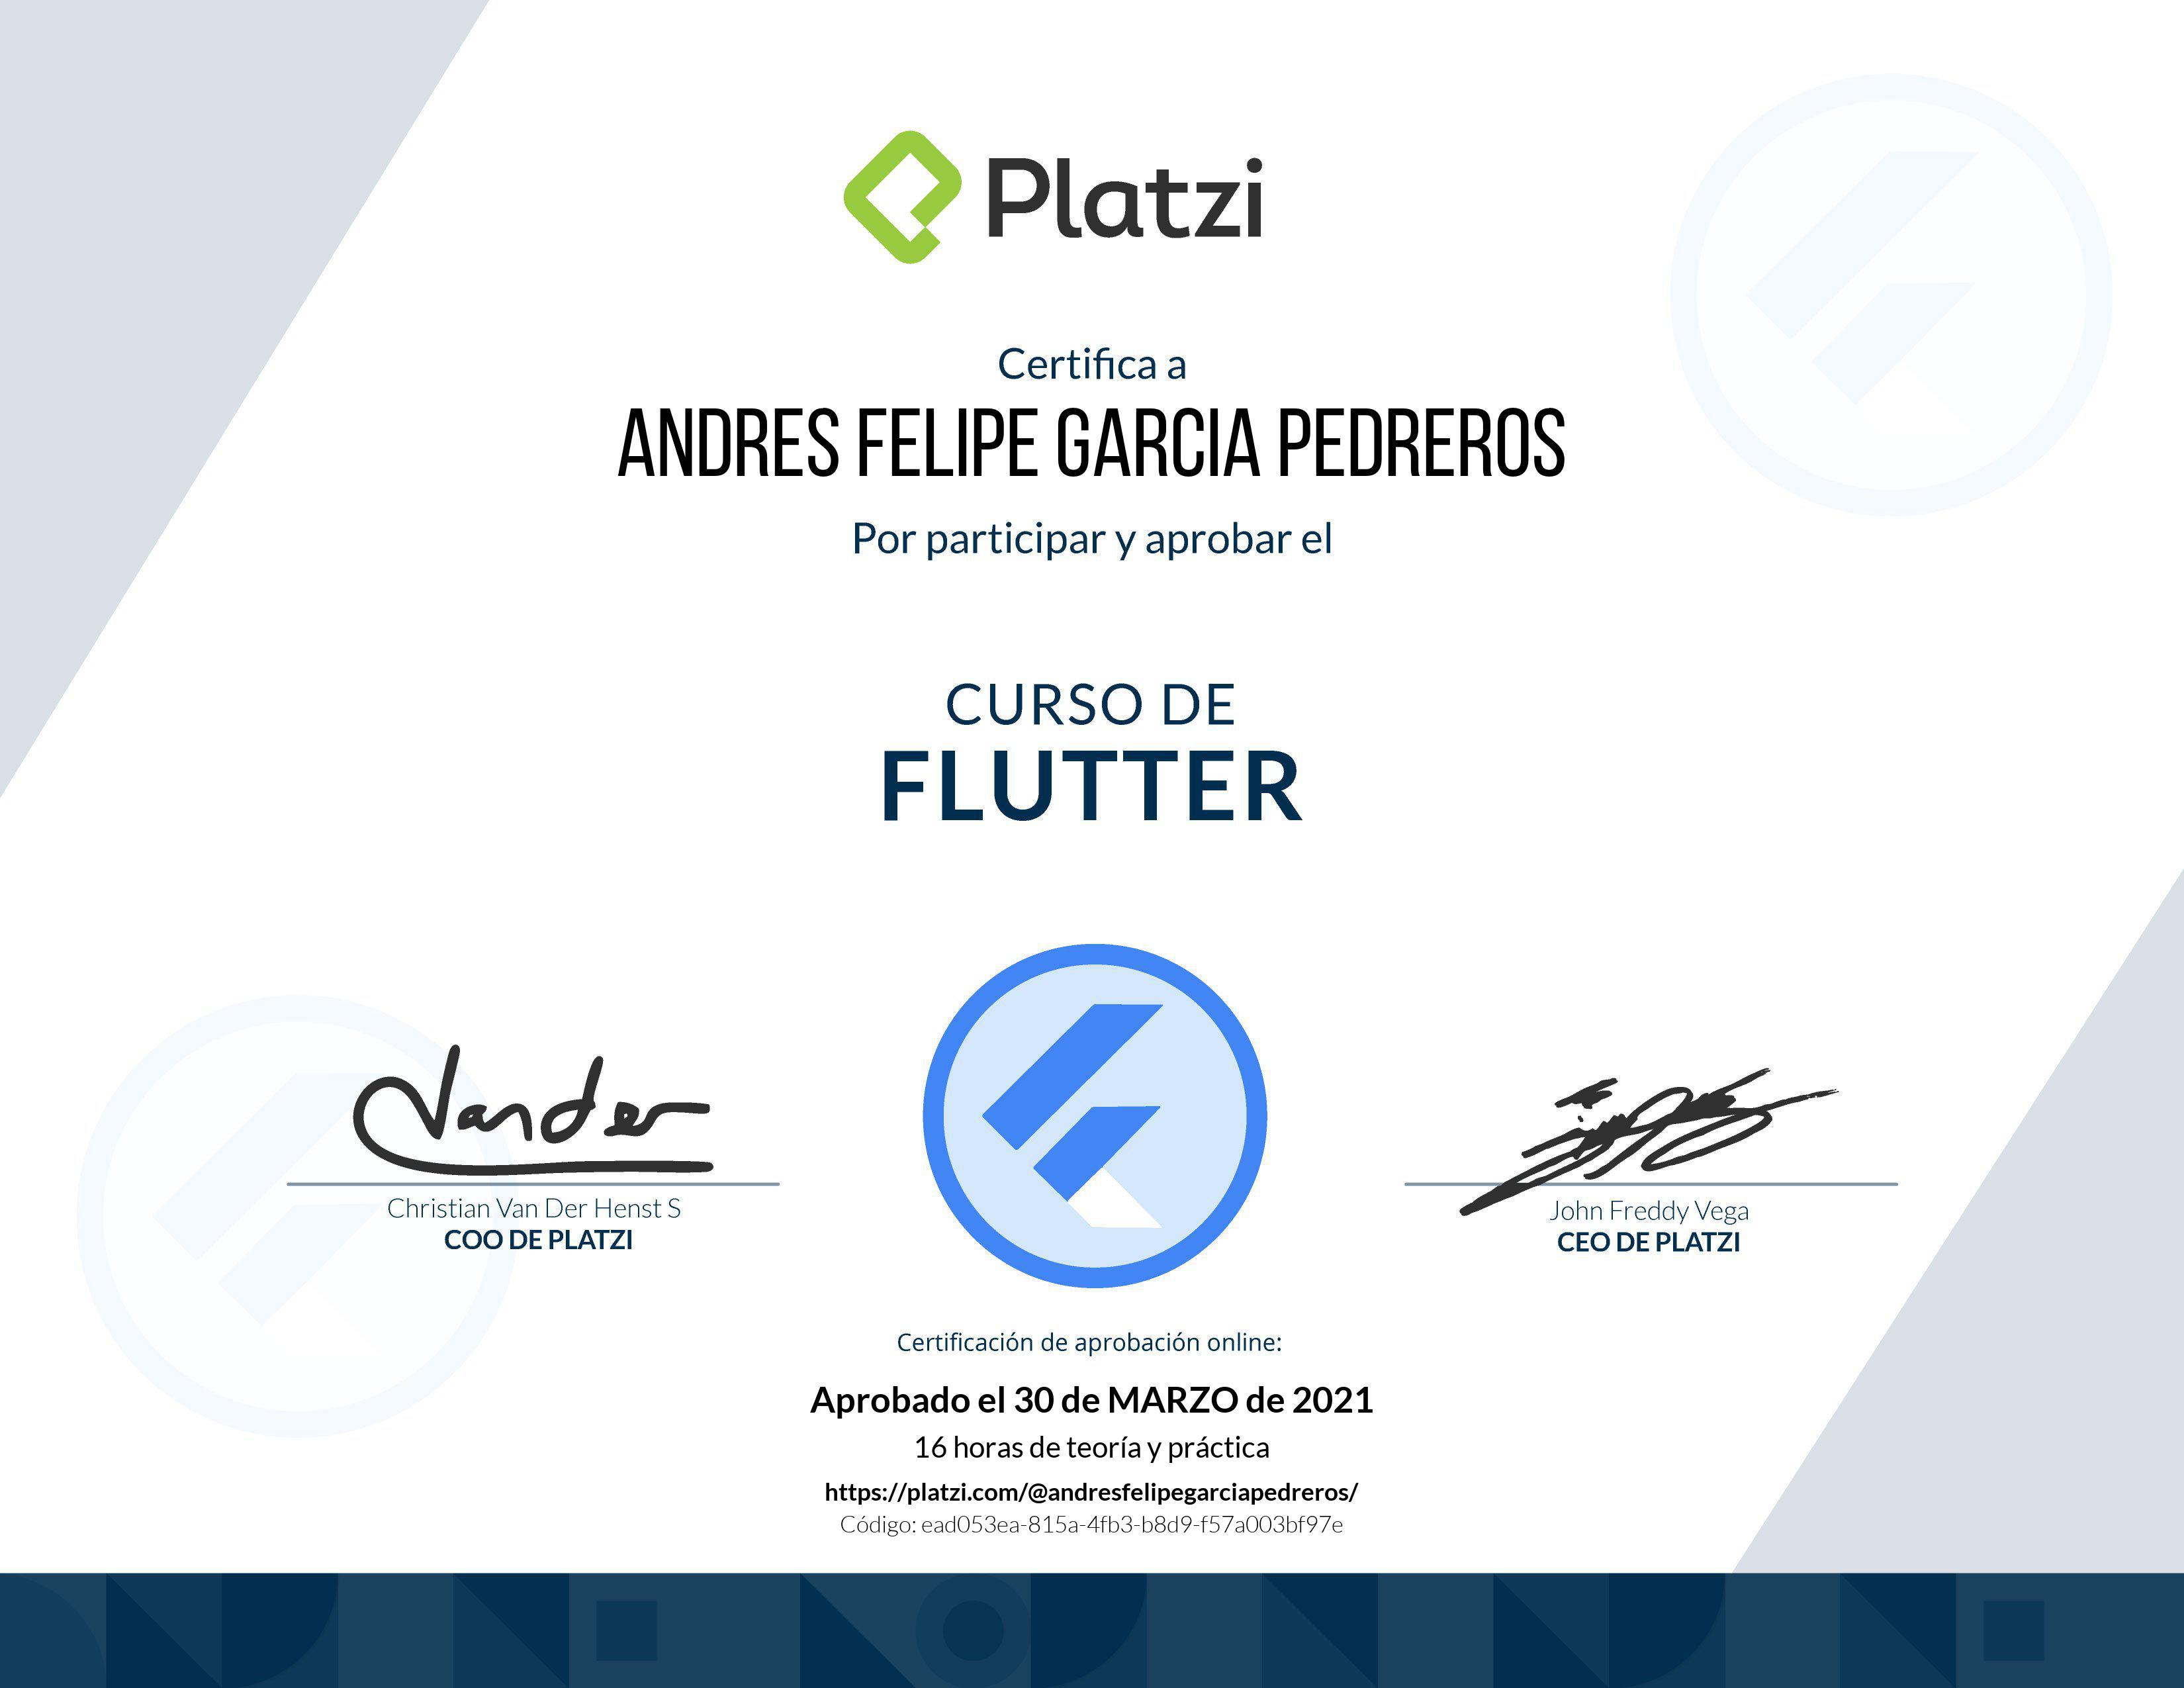 Platzi
Certifica a
ANDRES FELIPE GARCIA PEDREROS
Por participar y aprobar el
CURSO DE
FLUTTER
Vander
Christian Van Der Henst S
COO DE PLATZI
John Freddy Vega
CEO DE PLATZI
Certificación de aprobación online:
Aprobado el 30 de MARZO de 2021
16 horas de teoría y práctica
https://platzi.com/@andresfelipegarciapedreros/
Código: ead053ea-815a-4fb3-b8d9-f57a003bf97e